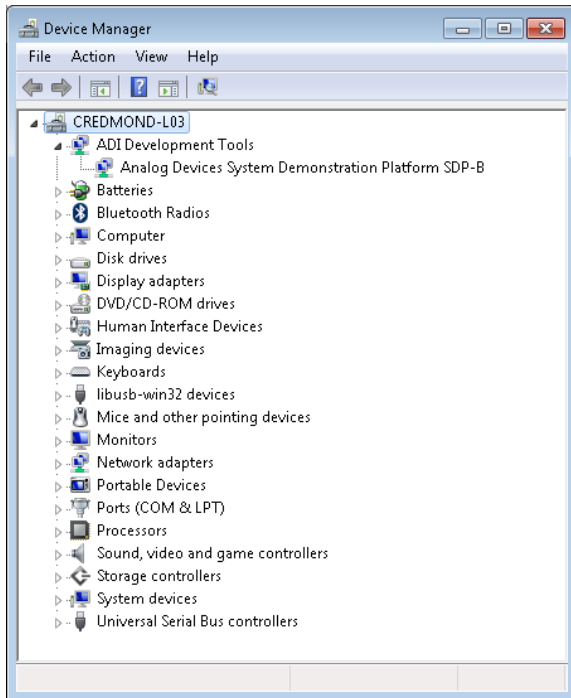 Device Manager
File Action View Help
CREDMOND-L03
ADI Development Tools
Analog Devices System Demonstration Platform SDP-B
Batteries
Bluetooth Radios
Computer
Disk drives
Display adapters
DVD/CD-ROM drives
Human Interface Devices
Imaging devices
Keyboards
libusb-win32 devices
Mice and other pointing devices
Monitors
Network adapters
Portable Devices
Ports (COM & LPT)
Processors
Sound, video and game controllers
Storage controllers
System devices
Universal Serial Bus controllers